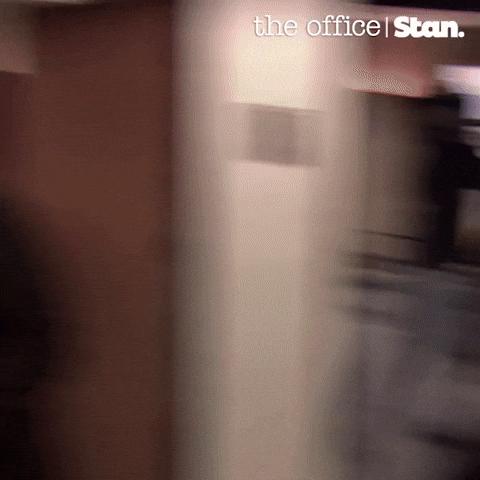 the office | Stan.